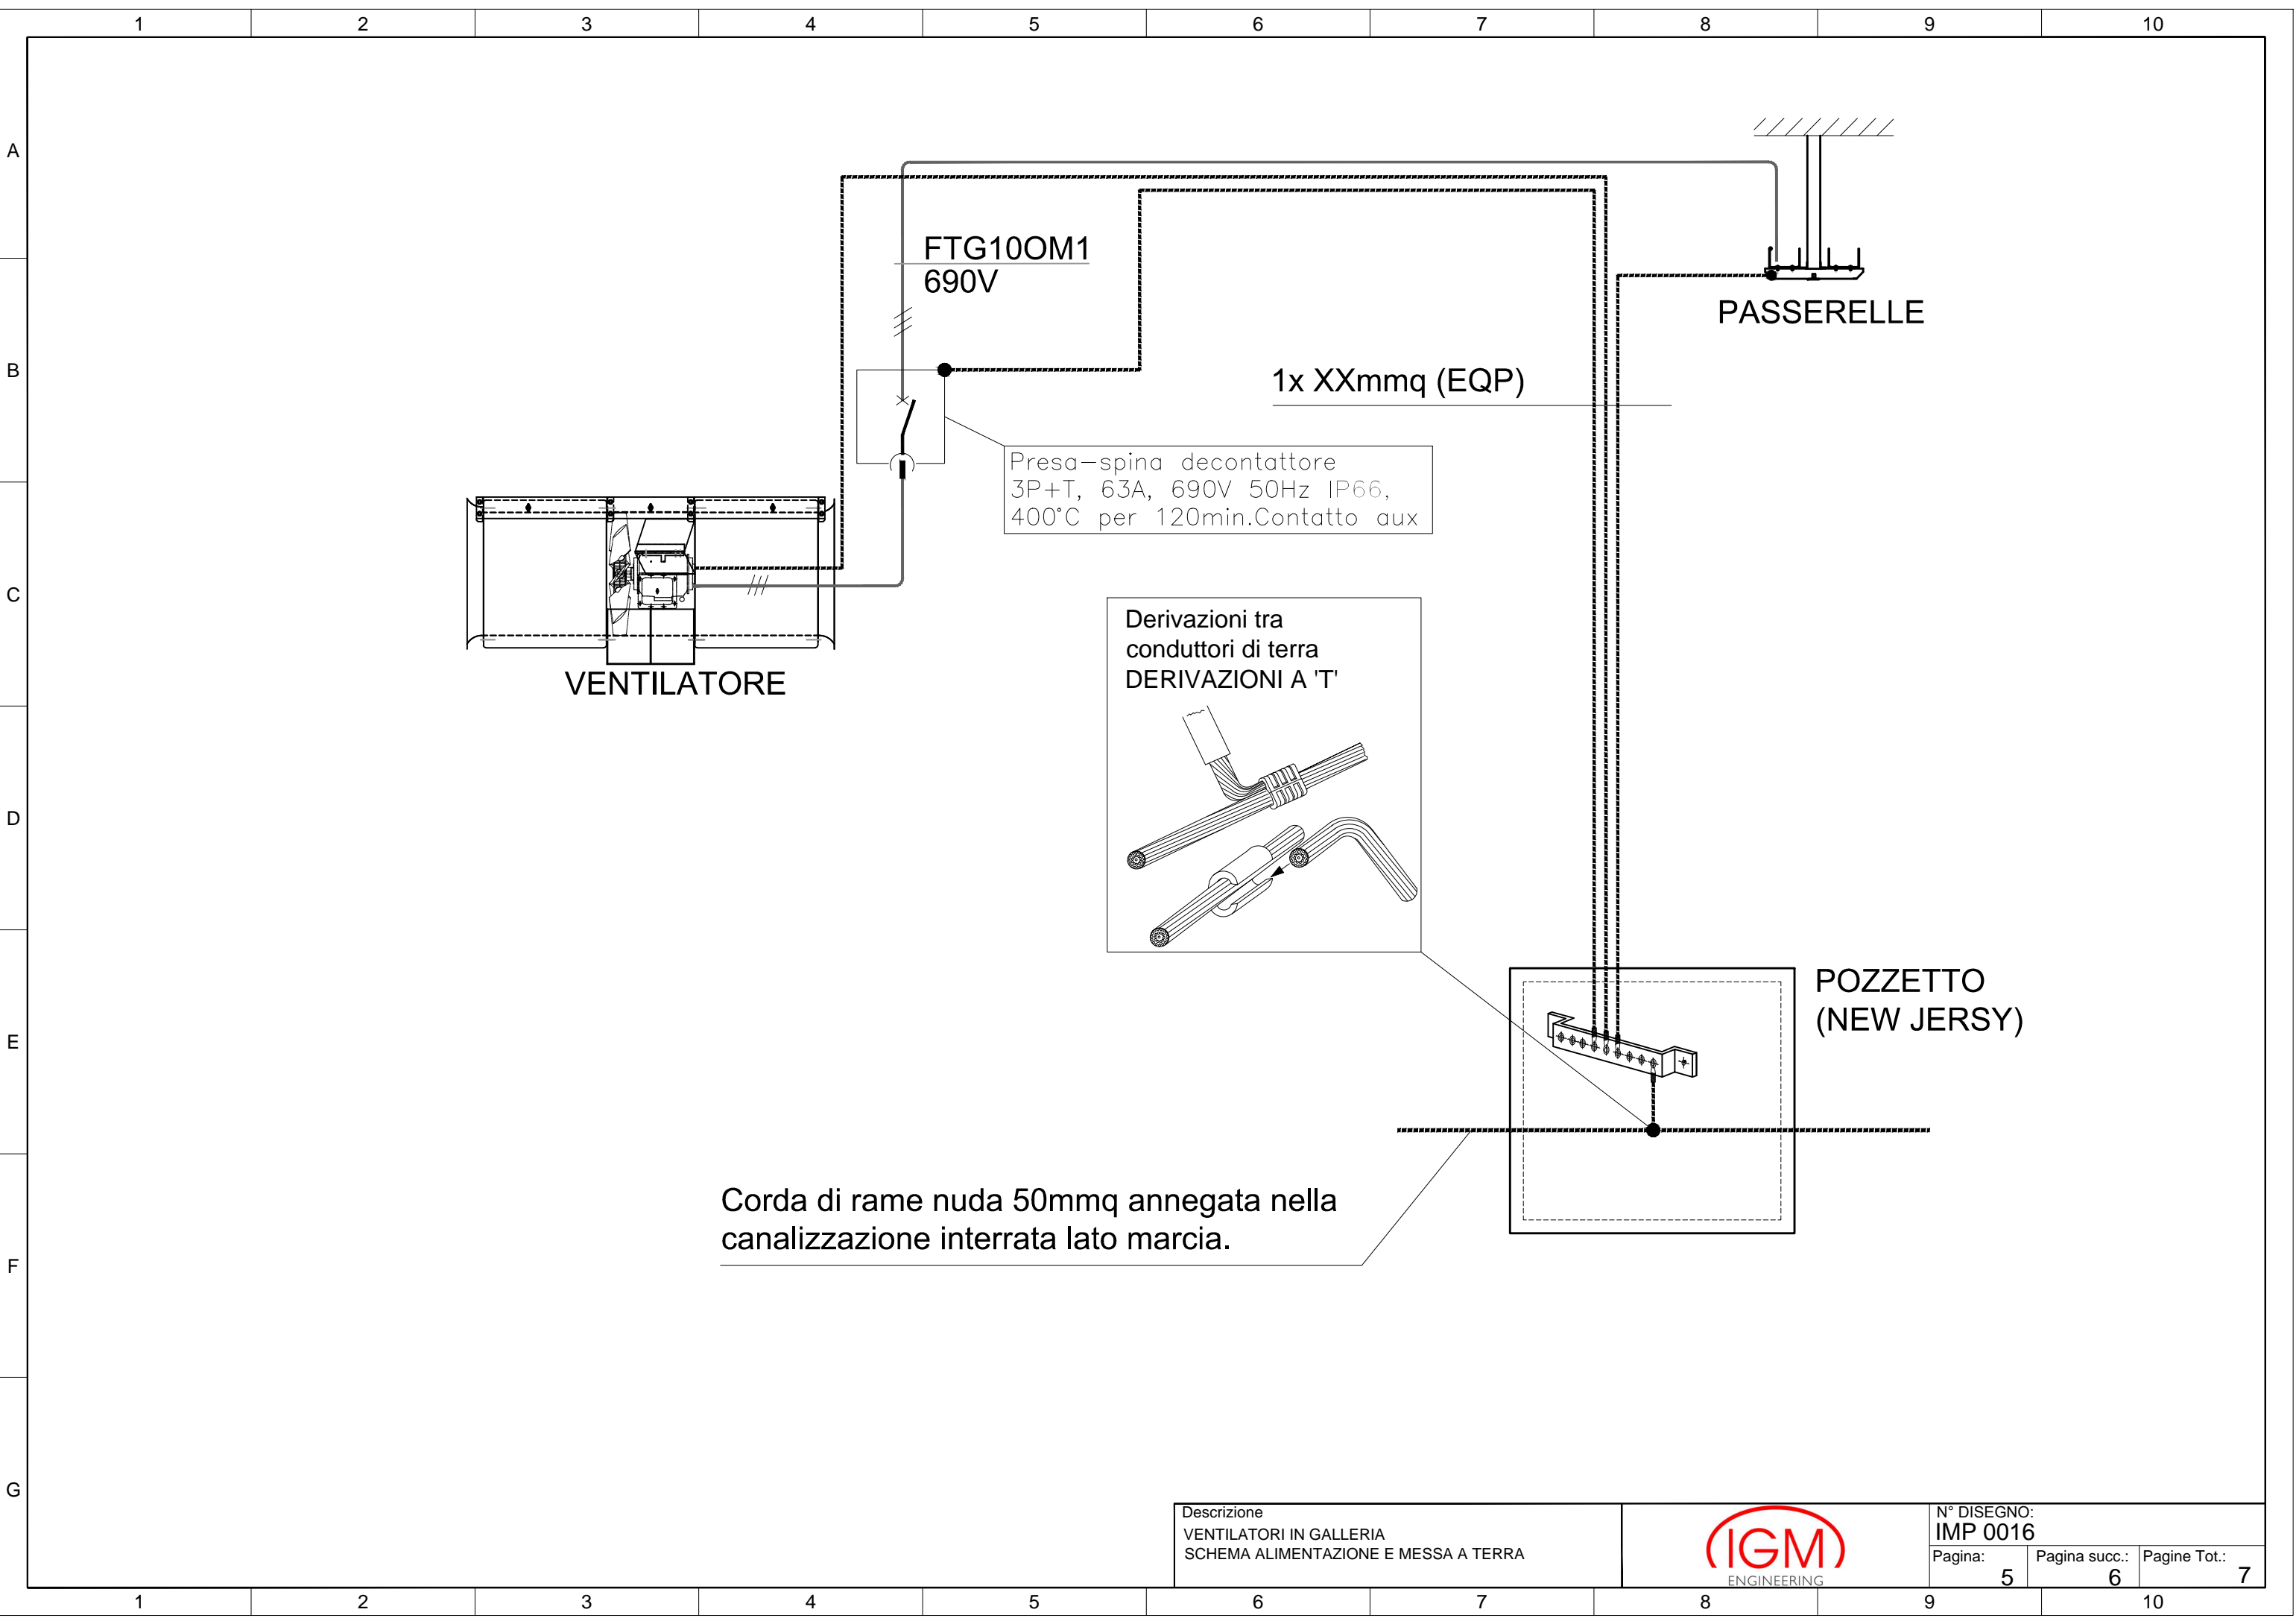 1 2 3 4 5 6 7 8 9 10
A
B
C
D
E
F
G
FTG10OM1
690V
PASSERELLE
1x XXmmq (EQP)
Presa-spina decontattore
3P+T, 63A, 690V 50Hz IP66,
400°C per 120min.Contatto aux
VENTILATORE
Derivazioni tra
conduttori di terra
DERIVAZIONI A 'T'
POZZETTO
(NEW JERSY)
Corda di rame nuda 50mmq annegata nella
canalizzazione interrata lato marcia.
Descrizione
VENTILATORI IN GALLERIA
SCHEMA ALIMENTAZIONE E MESSA A TERRA
IGM
ENGINEERING
N° DISEGNO:
IMP 0016
Pagina: 5
Pagina succ.: 6
Pagine Tot.: 7
1 2 3 4 5 6 7 8 9 10